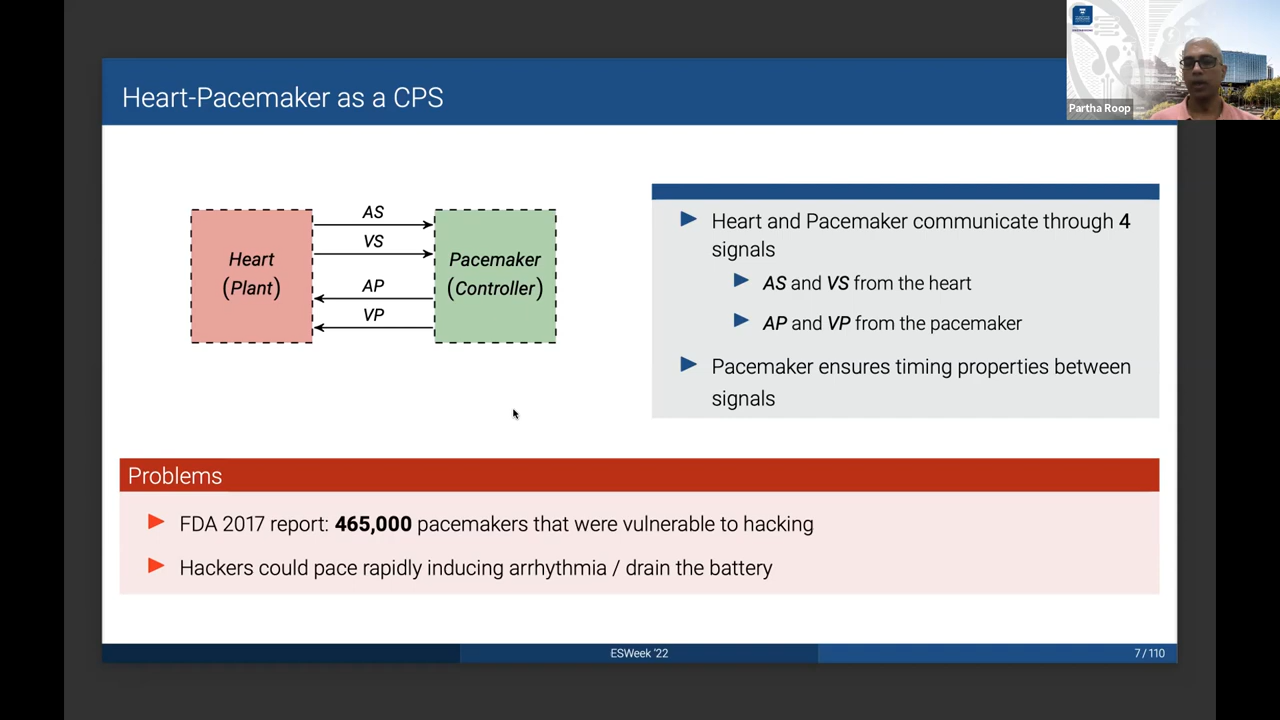 Heart-Pacemaker as a CPS
Partha Roop
AS
VS
AP
VP
Heart
(Plant)
Pacemaker
(Controller)
Heart and Pacemaker communicate through 4
signals
AS and VS from the heart
AP and VP from the pacemaker
Pacemaker ensures timing properties between
signals
Problems
FDA 2017 report: 465,000 pacemakers that were vulnerable to hacking
Hackers could pace rapidly inducing arrhythmia / drain the battery
ESWeek '22
7 / 110